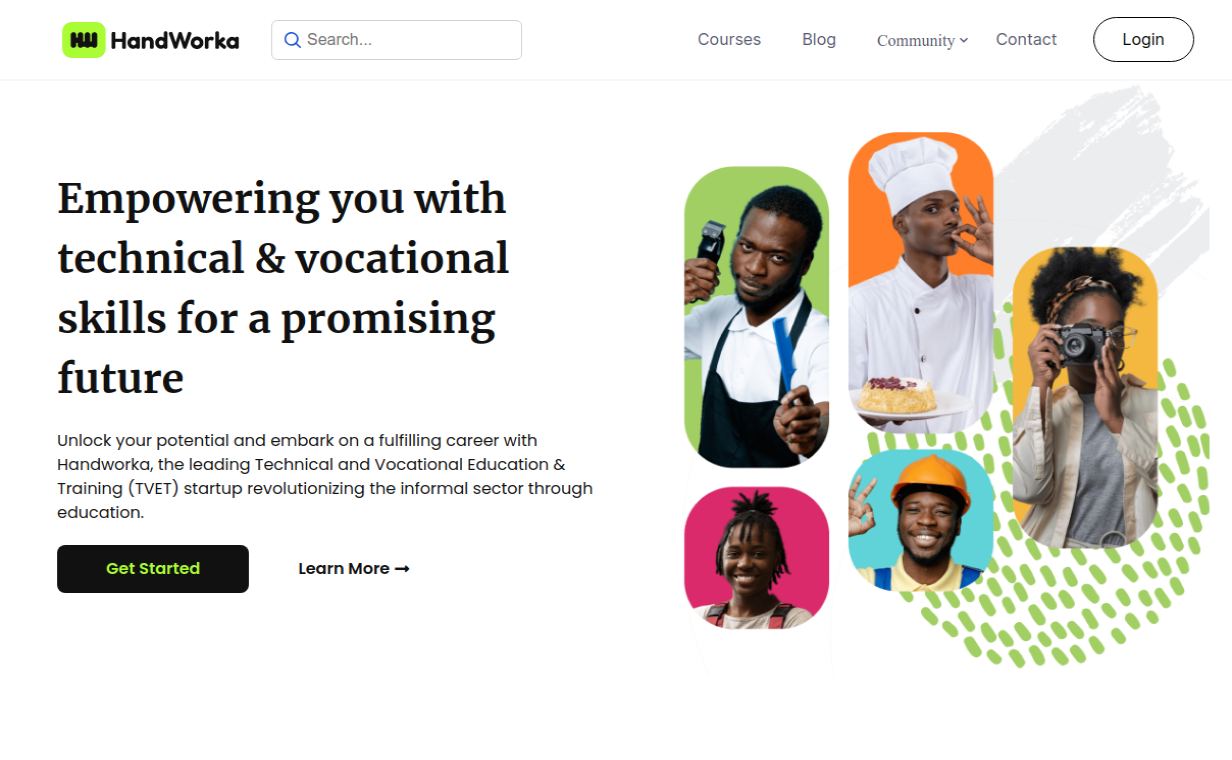 HW HandWorka
Search...
Courses
Blog
Community
Contact
Login
Empowering you with
technical & vocational
skills for a promising
future
Unlock your potential and embark on a fulfilling career with
Handworka, the leading Technical and Vocational Education &
Training (TVET) startup revolutionizing the informal sector through
education.
Get Started
Learn More →